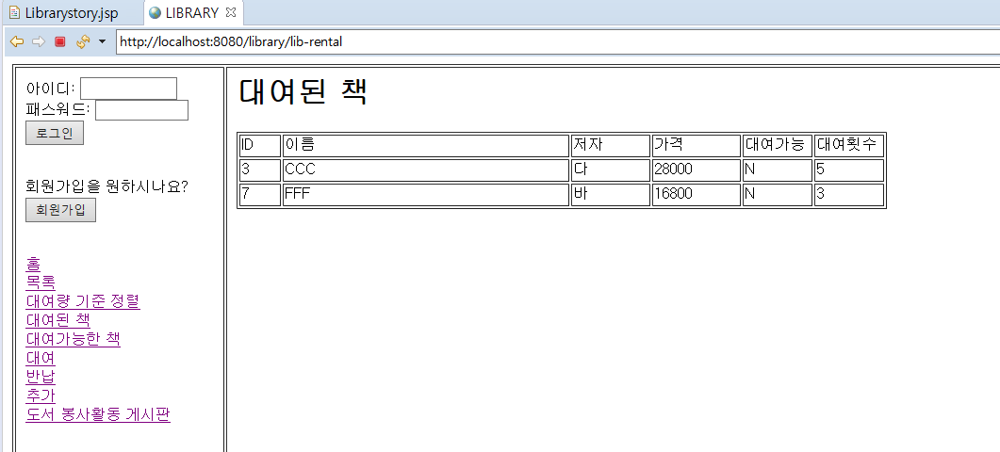 Librarystory.jsp
LIBRARY
http://localhost:8080/library/lib-rental
아이디:
패스워드:
로그인
회원가입을 원하시나요?
회원가입
홈
목록
대여량 기준 정렬
대여된 책
대여가능한 책
대여
반납
추가
도서 봉사활동 게시판
대여된 책
ID 이름 저자 가격 대여가능 대여횟수
3 CCC 다 28000 N 5
7 FFF 바 16800 N 3